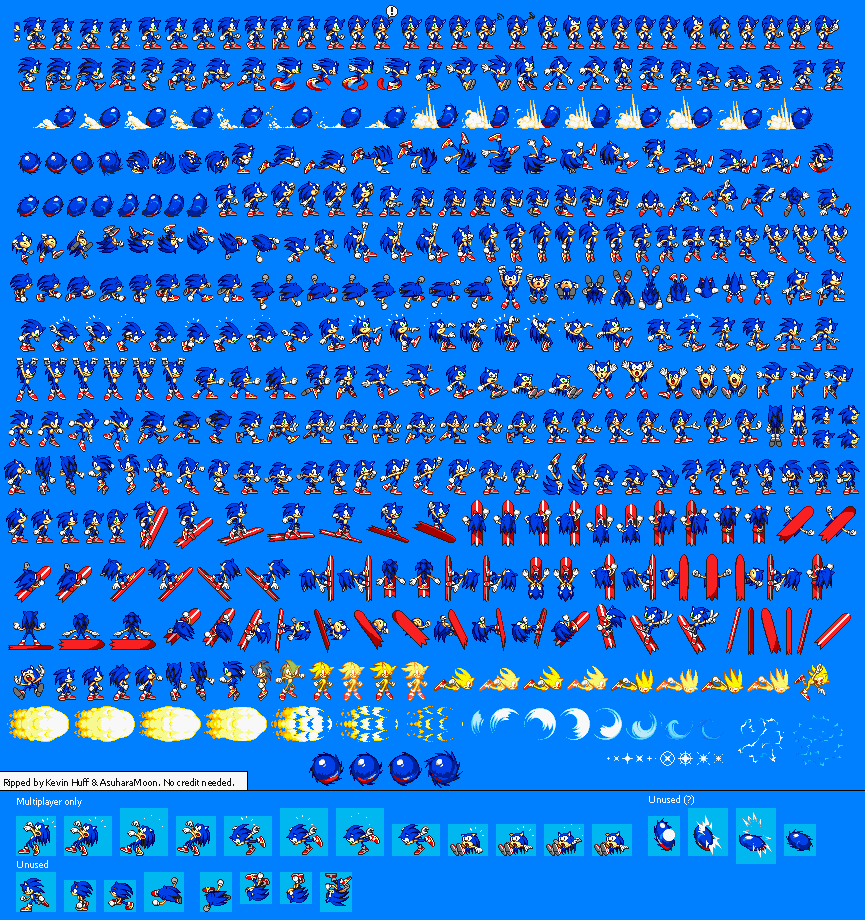 !
Ripped by Kevin Huff & AsuharaMoon. No credit needed.
Multiplayer only
Unused (?)
Unused